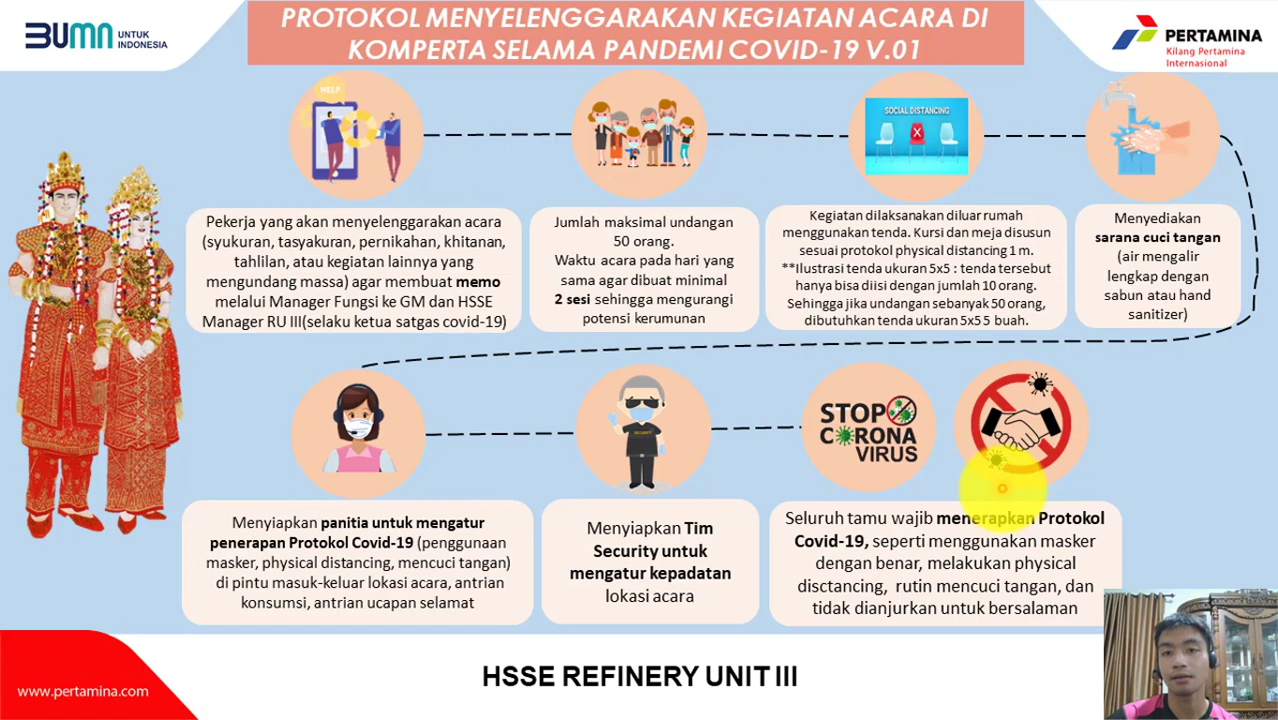 BUMN UNTUK INDONESIA
PROTOKOL MENYELENGGARAKAN KEGIATAN ACARA DI
KOMPERTA SELAMA PANDEMI COVID-19 V.01
PERTAMINA
Kilang Pertamina
Internasional
HELP
SOCIAL DISTANCING
X
Pekerja yang akan menyelenggarakan acara
(syukuran, tasyakuran, pernikahan, khitanan,
tahlilan, atau kegiatan lainnya yang
mengundang massa) agar membuat memo
melalui Manager Fungsi ke GM dan HSSE
Manager RU III(selaku ketua satgas covid-19)
Jumlah maksimal undangan
50 orang.
Waktu acara pada hari yang
sama agar dibuat minimal
2 sesi sehingga mengurangi
potensi kerumunan
Kegiatan dilaksanakan diluar rumah
menggunakan tenda. Kursi dan meja disusun
sesuai protokol physical distancing 1 m.
**Ilustrasi tenda ukuran 5x5 : tenda tersebut
hanya bisa diisi dengan jumlah 10 orang.
Sehingga jika undangan sebanyak 50 orang,
dibutuhkan tenda ukuran 5x5 5 buah.
Menyediakan
sarana cuci tangan
(air mengalir
lengkap dengan
sabun atau hand
sanitizer)
SECURITY
STOP
CORONA
VIRUS
Menyiapkan panitia untuk mengatur
penerapan Protokol Covid-19 (penggunaan
masker, physical distancing, mencuci tangan)
di pintu masuk-keluar lokasi acara, antrian
konsumsi, antrian ucapan selamat
Menyiapkan Tim
Security untuk
mengatur kepadatan
lokasi acara
Seluruh tamu wajib menerapkan Protokol
Covid-19, seperti menggunakan masker
dengan benar, melakukan physical
disctancing, rutin mencuci tangan, dan
tidak dianjurkan untuk bersalaman
www.pertamina.com
HSSE REFINERY UNIT III